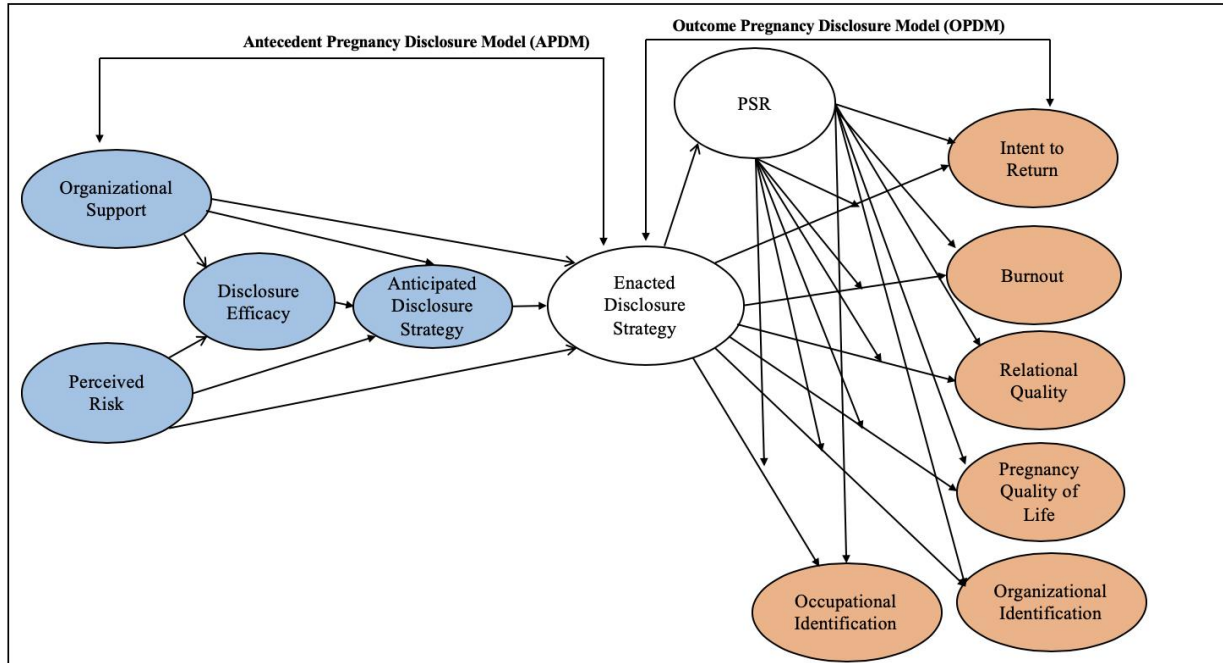 Antecedent Pregnancy Disclosure Model (APDM)
Outcome Pregnancy Disclosure Model (OPDM)
PSR
Organizational
Support
Disclosure
Efficacy
Perceived
Risk
Anticipated
Disclosure
Strategy
Enacted
Disclosure
Strategy
Intent to
Return
Burnout
Relational
Quality
Pregnancy
Quality of
Life
Organizational
Identification
Occupational
Identification